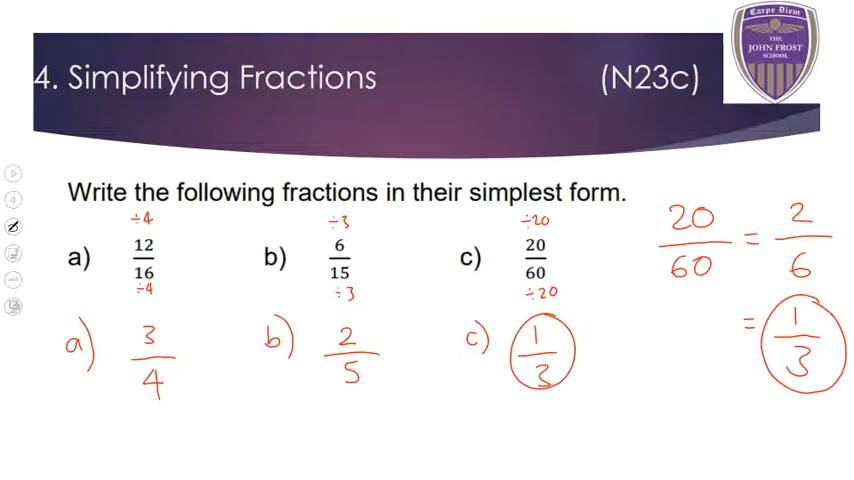 Carpe Diem
THE
JOHN FROST
SCHOOL
4. Simplifying Fractions (N23c)
Write the following fractions in their simplest form.
÷4 ÷3 ÷20
a) 12/16 b) 6/15 c) 20/60
÷4 ÷3 ÷20
20/60 = 2/6
= 1/3
a) 3/4 b) 2/5 c) 1/3